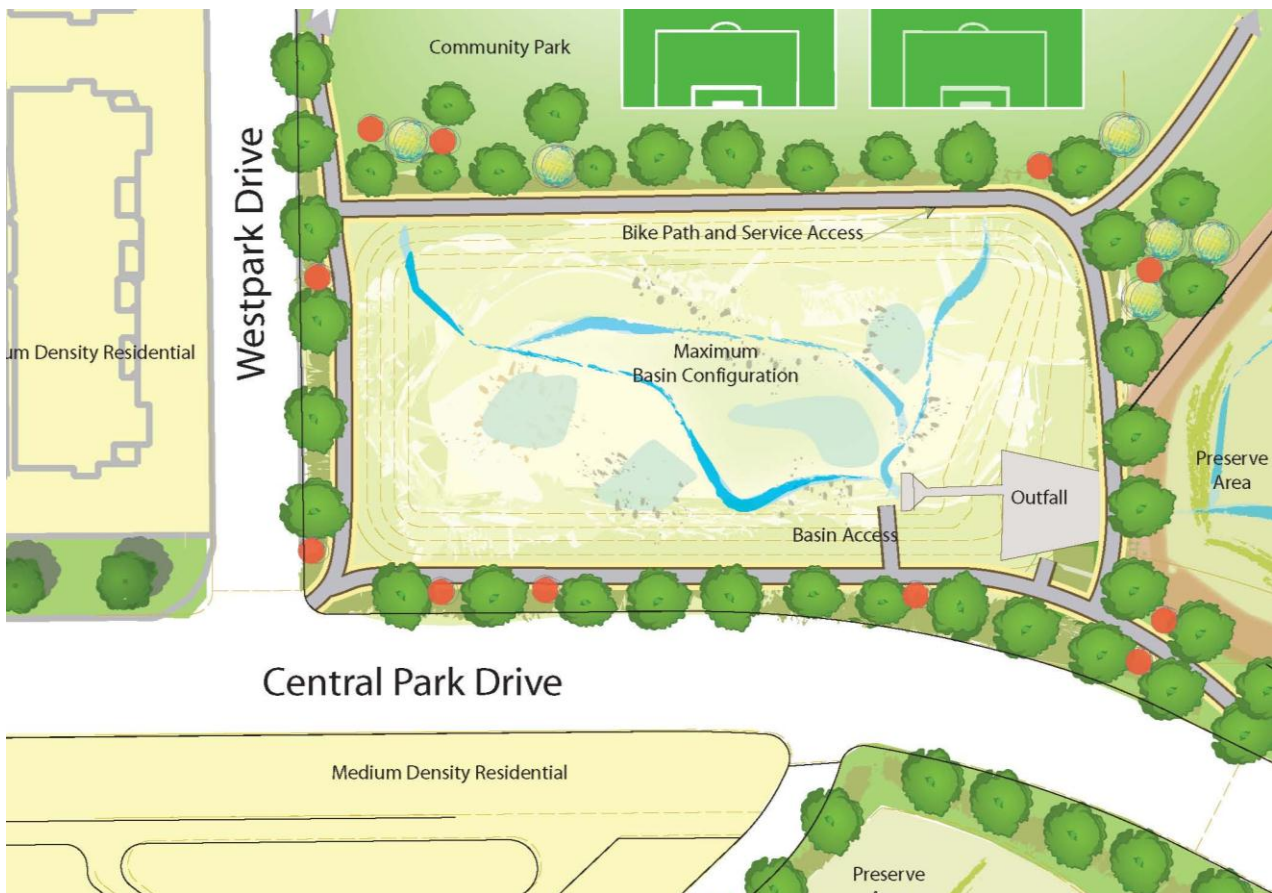 Community Park
Westpark Drive
Bike Path and Service Access
um Density Residential
Maximum
Basin Configuration
Preserve
Area
Outfall
Basin Access
Central Park Drive
Medium Density Residential
Preserve